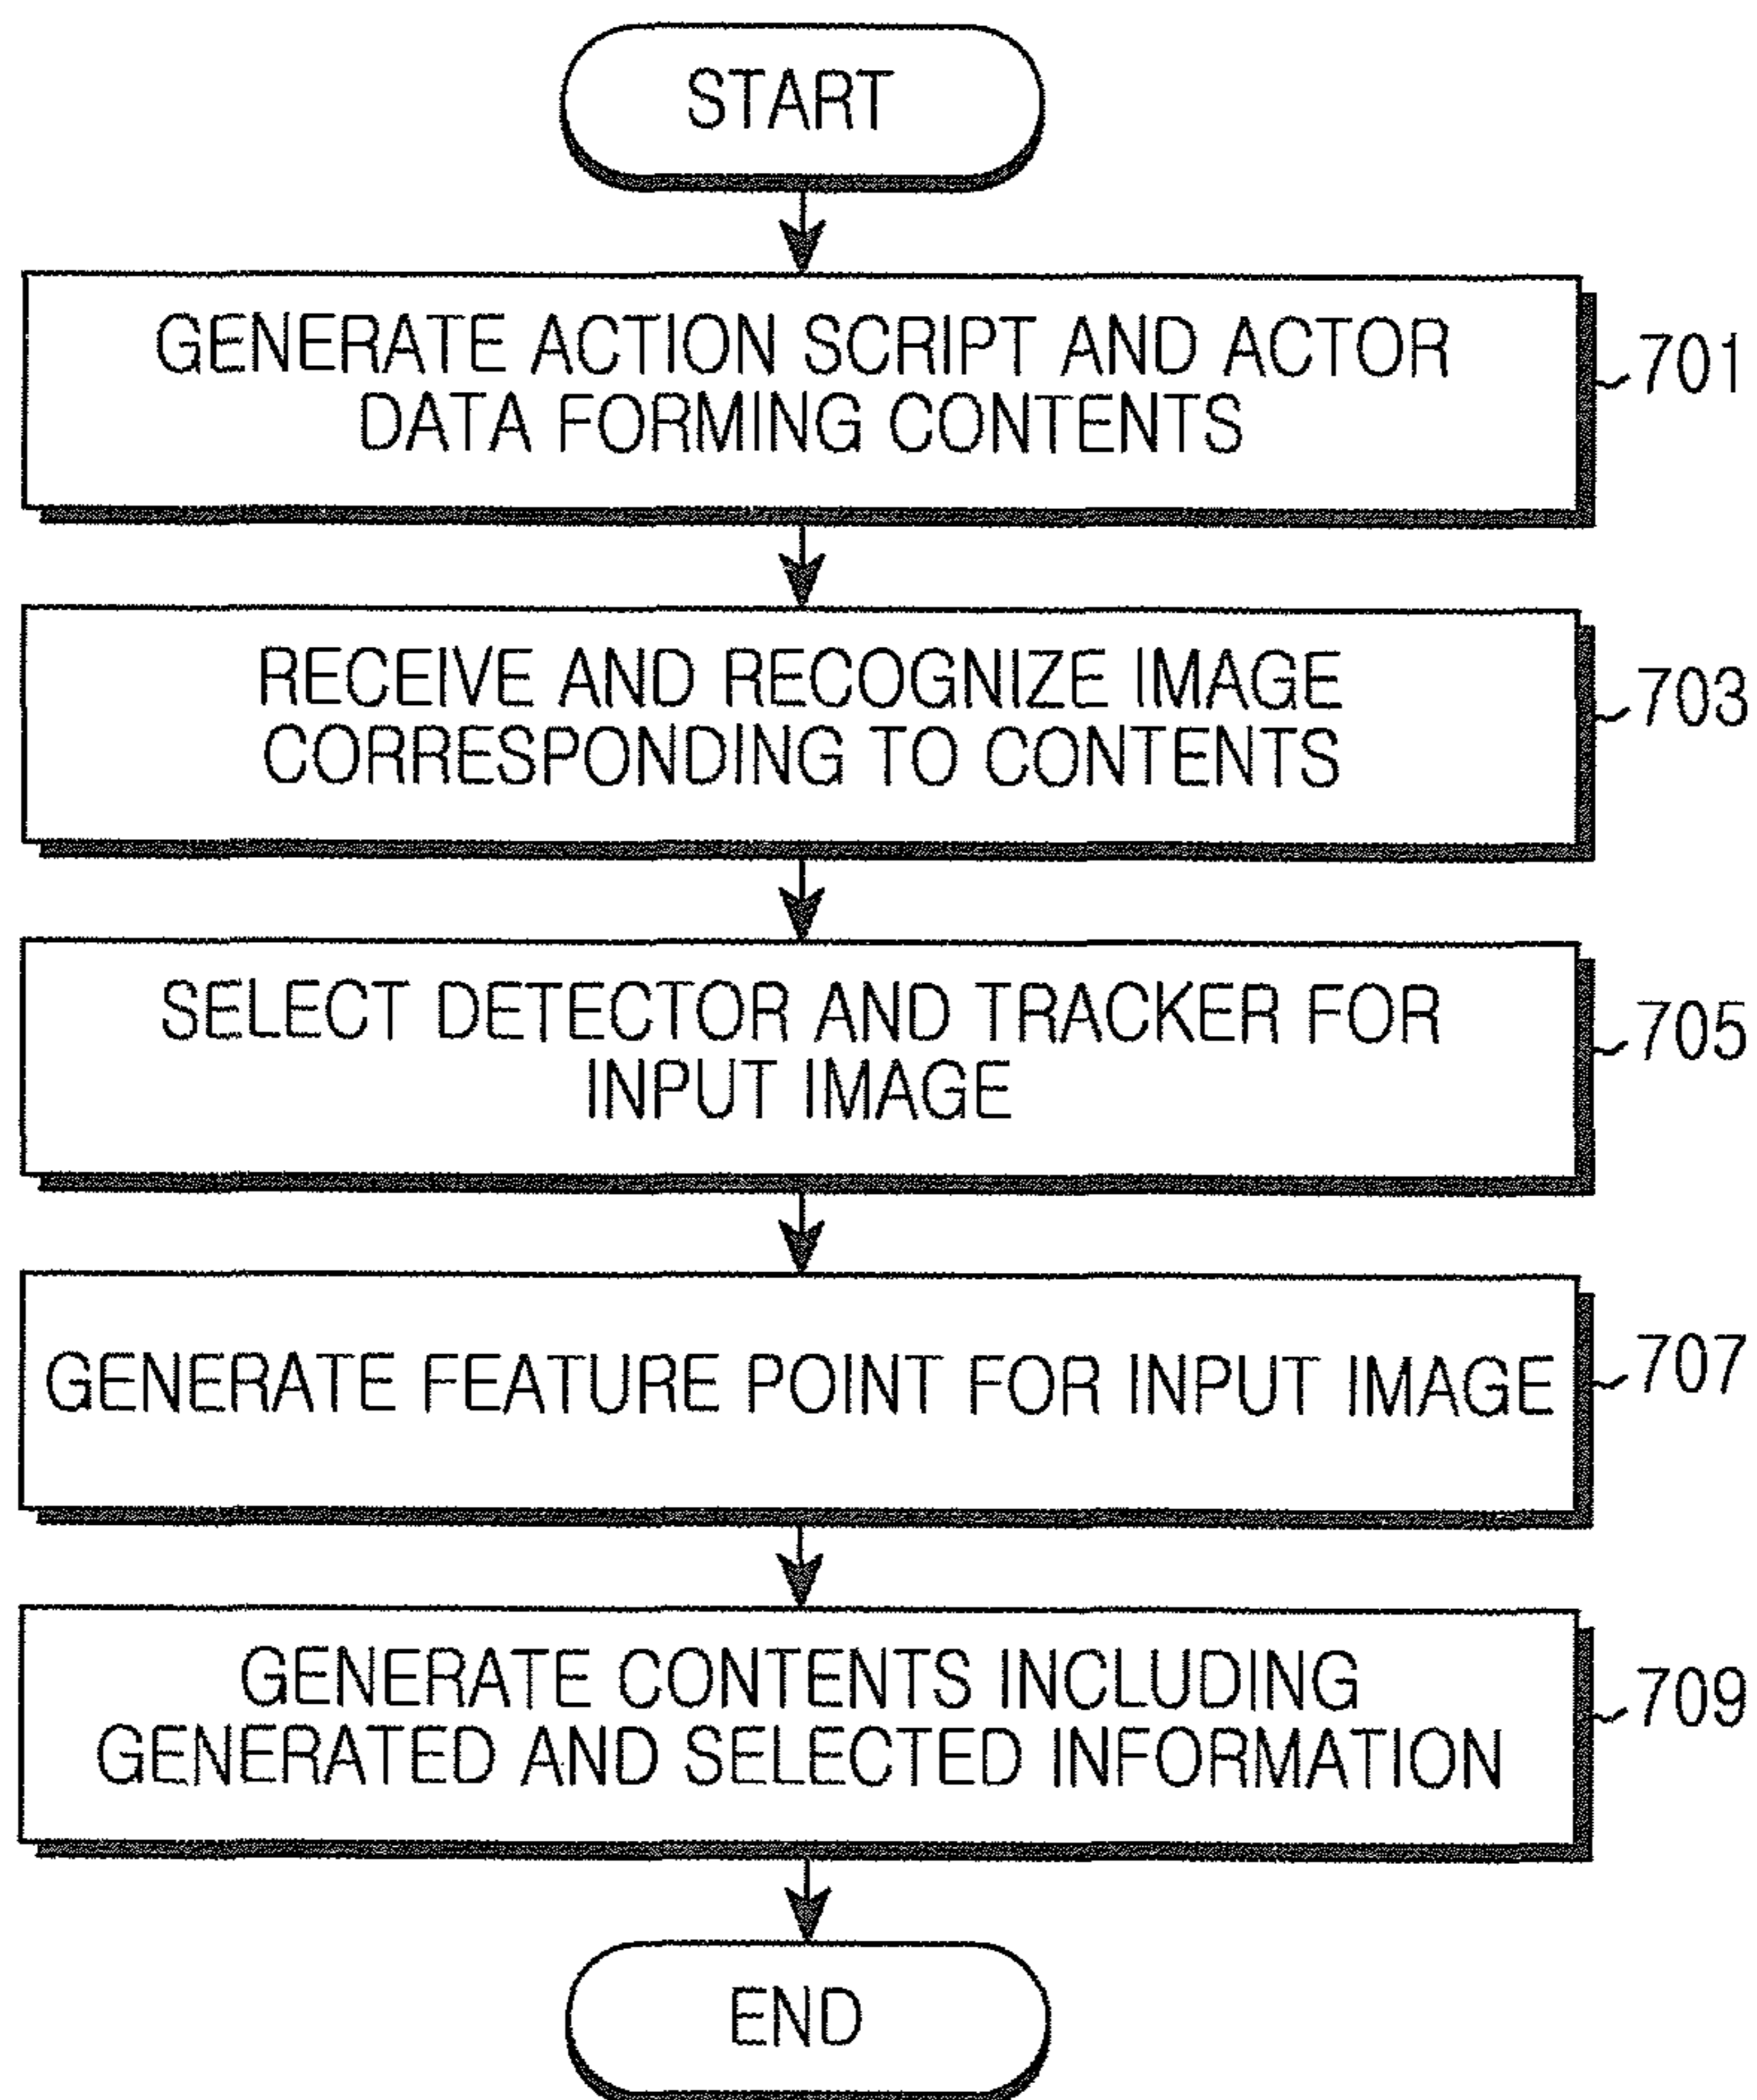 START
GENERATE ACTION SCRIPT AND ACTOR
DATA FORMING CONTENTS
701
RECEIVE AND RECOGNIZE IMAGE
CORRESPONDING TO CONTENTS
703
SELECT DETECTOR AND TRACKER FOR
INPUT IMAGE
705
GENERATE FEATURE POINT FOR INPUT IMAGE
707
GENERATE CONTENTS INCLUDING
GENERATED AND SELECTED INFORMATION
709
END